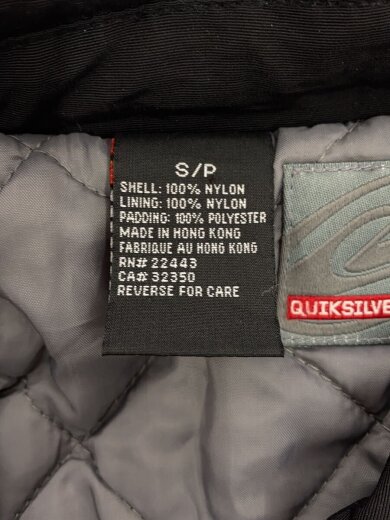 S/P
SHELL: 100% NYLON
LINING: 100% NYLON
PADDING: 100% POLYESTER
MADE IN HONG KONG
FABRIQUE AU HONG KONG
RN# 22443
CA# 32350
REVERSE FOR CARE
QUIKSILVE